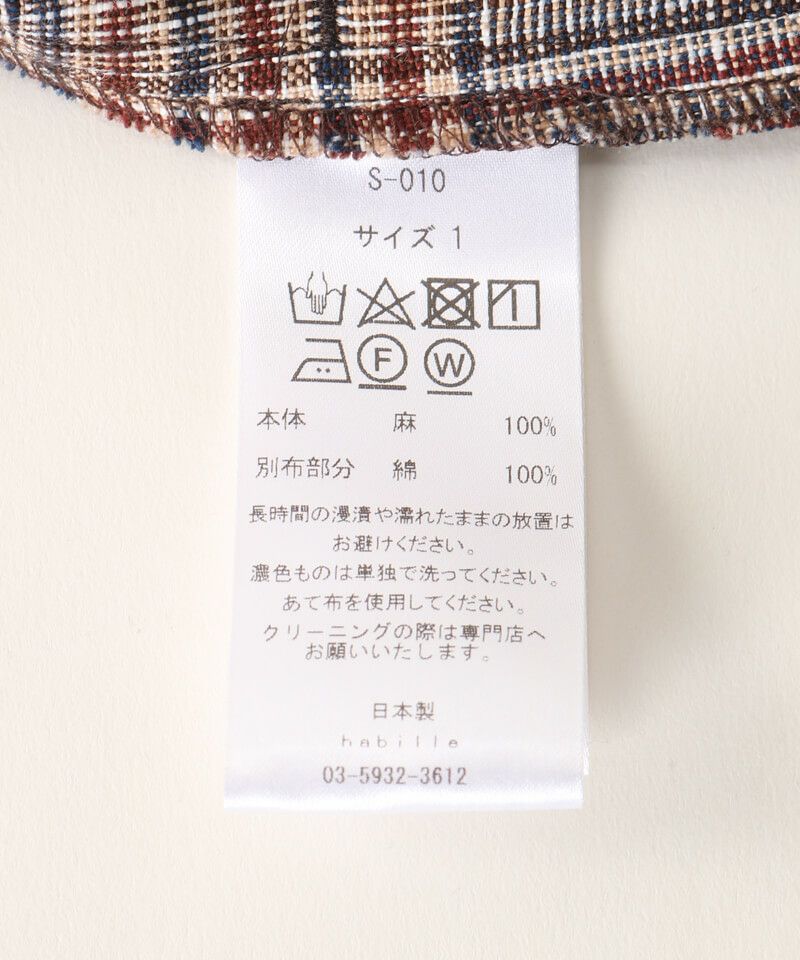 S-010
サイズ 1
F W
本体 麻 100%
別布部分 綿 100%
長時間の浸漬や濡れたままの放置は
お避けください。
濃色ものは単独で洗ってください。
あて布を使用してください。
クリーニングの際は専門店へ
お願いいたします。
日本製
habille
03-5932-3612